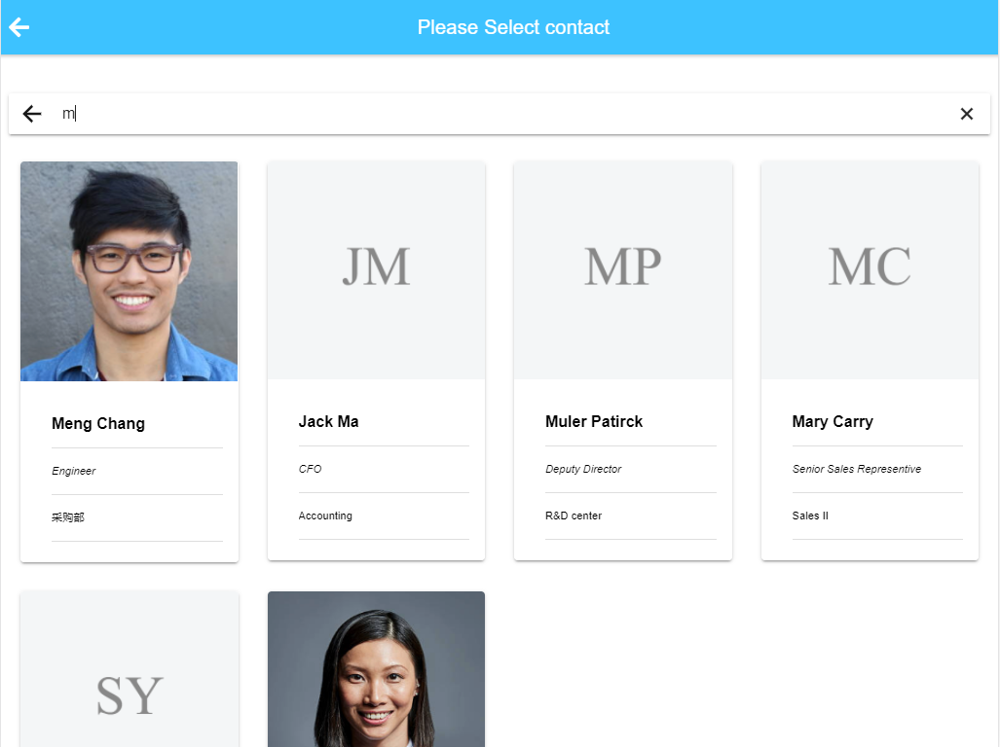 Please Select contact
m
JM
MP
MC
Meng Chang
Jack Ma
Muler Patirck
Mary Carry
Engineer
CFO
Deputy Director
Senior Sales Representive
采购部
Accounting
R&D center
Sales II
SY